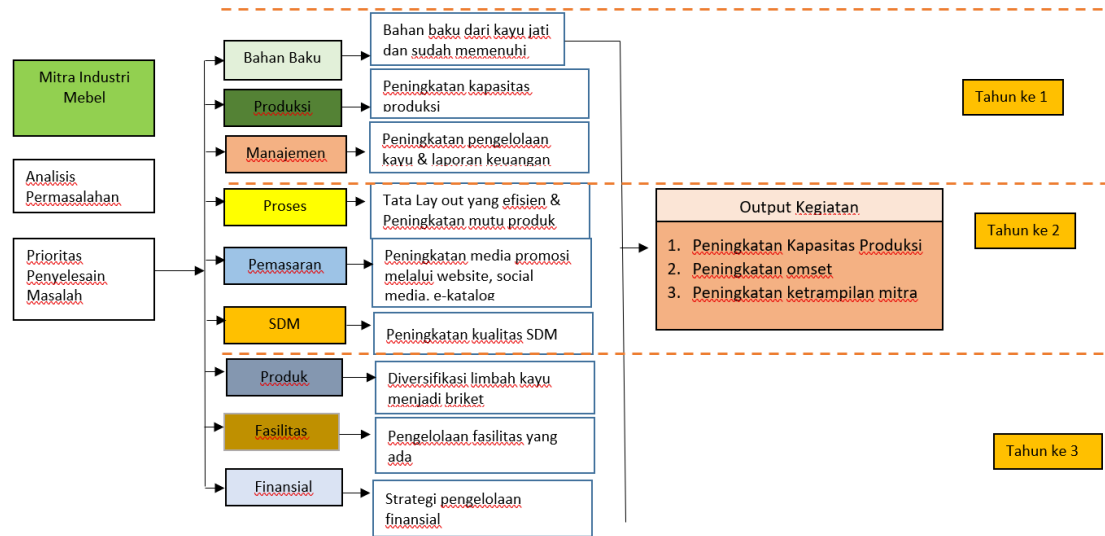 Mitra Industri
Mebel
Analisis
Permasalahan
Prioritas
Penyelesain
Masalah
Bahan Baku
Bahan baku dari kayu jati
dan sudah memenuhi
Produksi
Peningkatan kapasitas
produksi
Manajemen
Peningkatan pengelolaan
kayu & laporan keuangan
Tahun ke 1
Proses
Tata Lay out yang efisien &
Peningkatan mutu produk
Pemasaran
Peningkatan media promosi
melalui website, social
media, e-katalog
SDM
Peningkatan kualitas SDM
Output Kegiatan
1. Peningkatan Kapasitas Produksi
2. Peningkatan omset
3. Peningkatan ketrampilan mitra
Tahun ke 2
Produk
Diversifikasi limbah kayu
menjadi briket
Fasilitas
Pengelolaan fasilitas yang
ada
Finansial
Strategi pengelolaan
finansial
Tahun ke 3